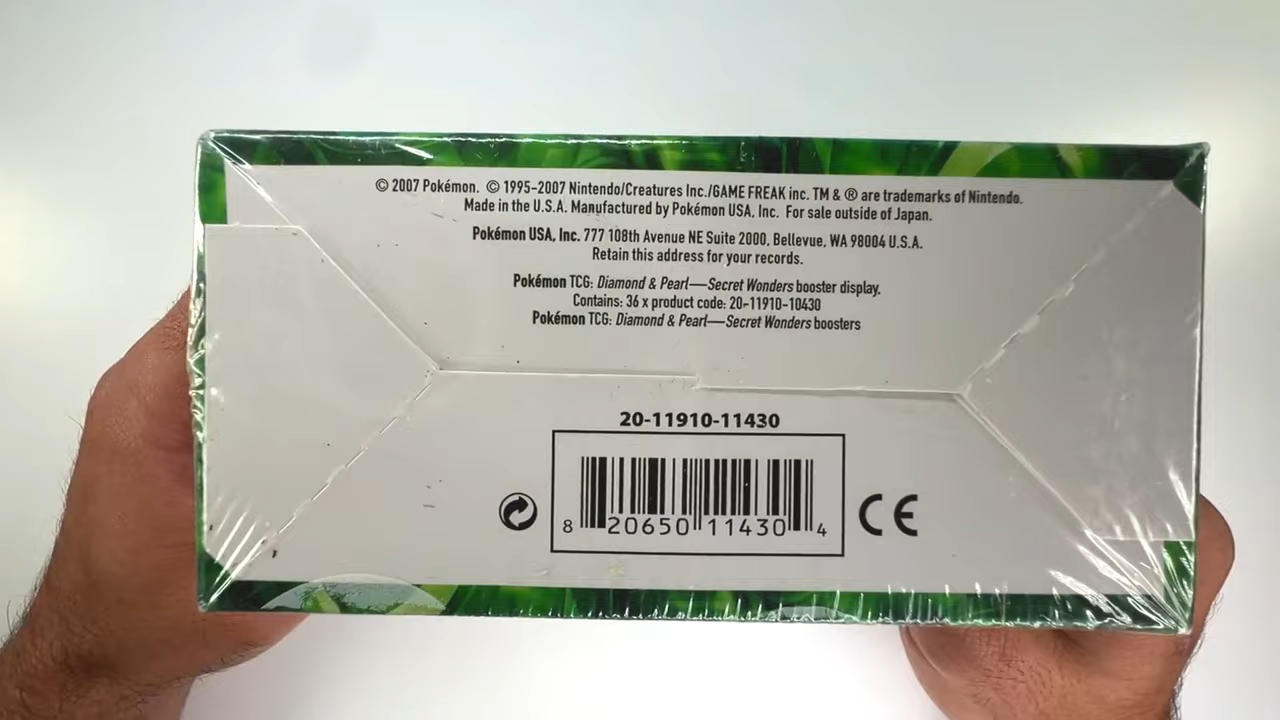 © 2007 Pokémon. © 1995–2007 Nintendo/Creatures Inc./GAME FREAK inc. TM & ® are trademarks of Nintendo.
Made in the U.S.A. Manufactured by Pokémon USA, Inc. For sale outside of Japan.
Pokémon USA, Inc. 777 108th Avenue NE Suite 2000, Bellevue, WA 98004 U.S.A.
Retain this address for your records.
Pokémon TCG: Diamond & Pearl—Secret Wonders booster display.
Contains: 36 x product code: 20-11910-10430
Pokémon TCG: Diamond & Pearl—Secret Wonders boosters
20-11910-11430
8 20650 11430 4
CE